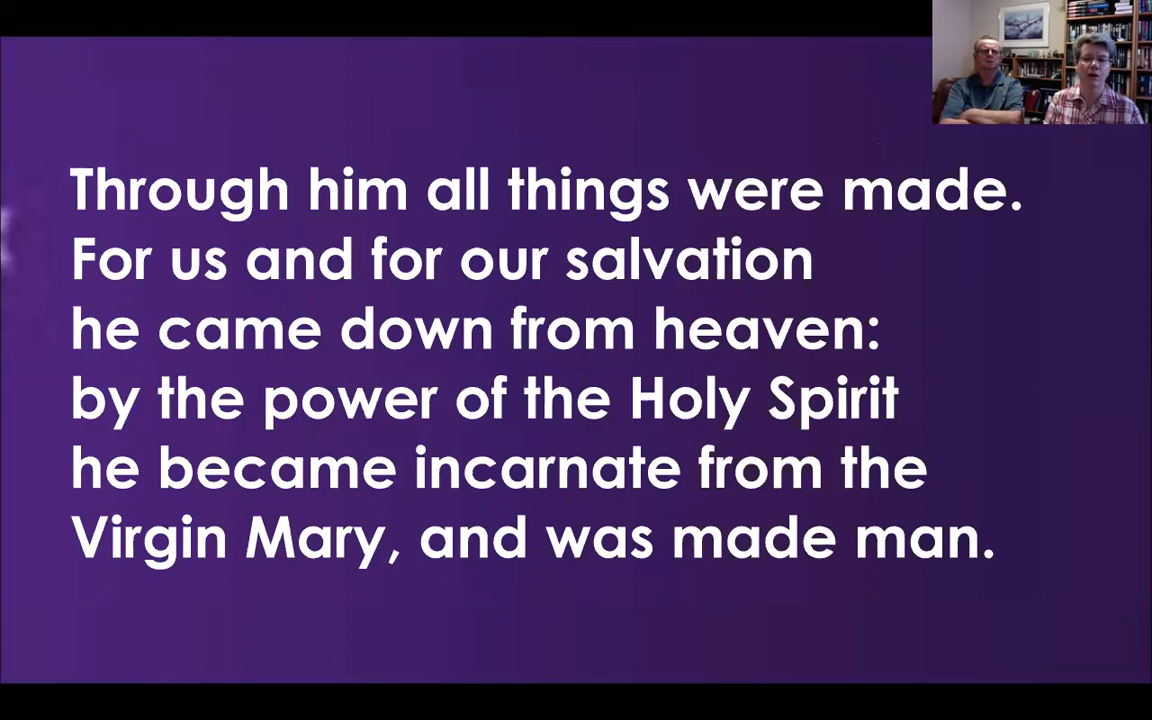 Through him all things were made.
For us and for our salvation
he came down from heaven:
by the power of the Holy Spirit
he became incarnate from the
Virgin Mary, and was made man.